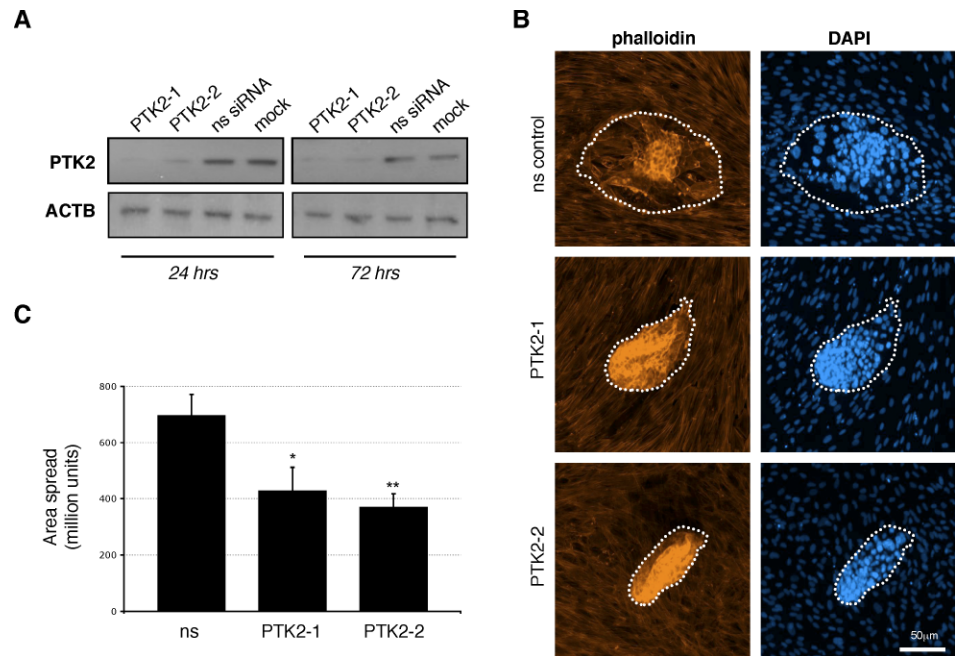 A
PTK2-1
PTK2-2
ns siRNA
mock
PTK2-1
PTK2-2
ns siRNA
mock
PTK2
ACTB
24 hrs
72 hrs
B
phalloidin
DAPI
ns control
PTK2-1
PTK2-2
50µm
C
Area spread
(million units)
800
600
400
200
0
*
**
ns
PTK2-1
PTK2-2